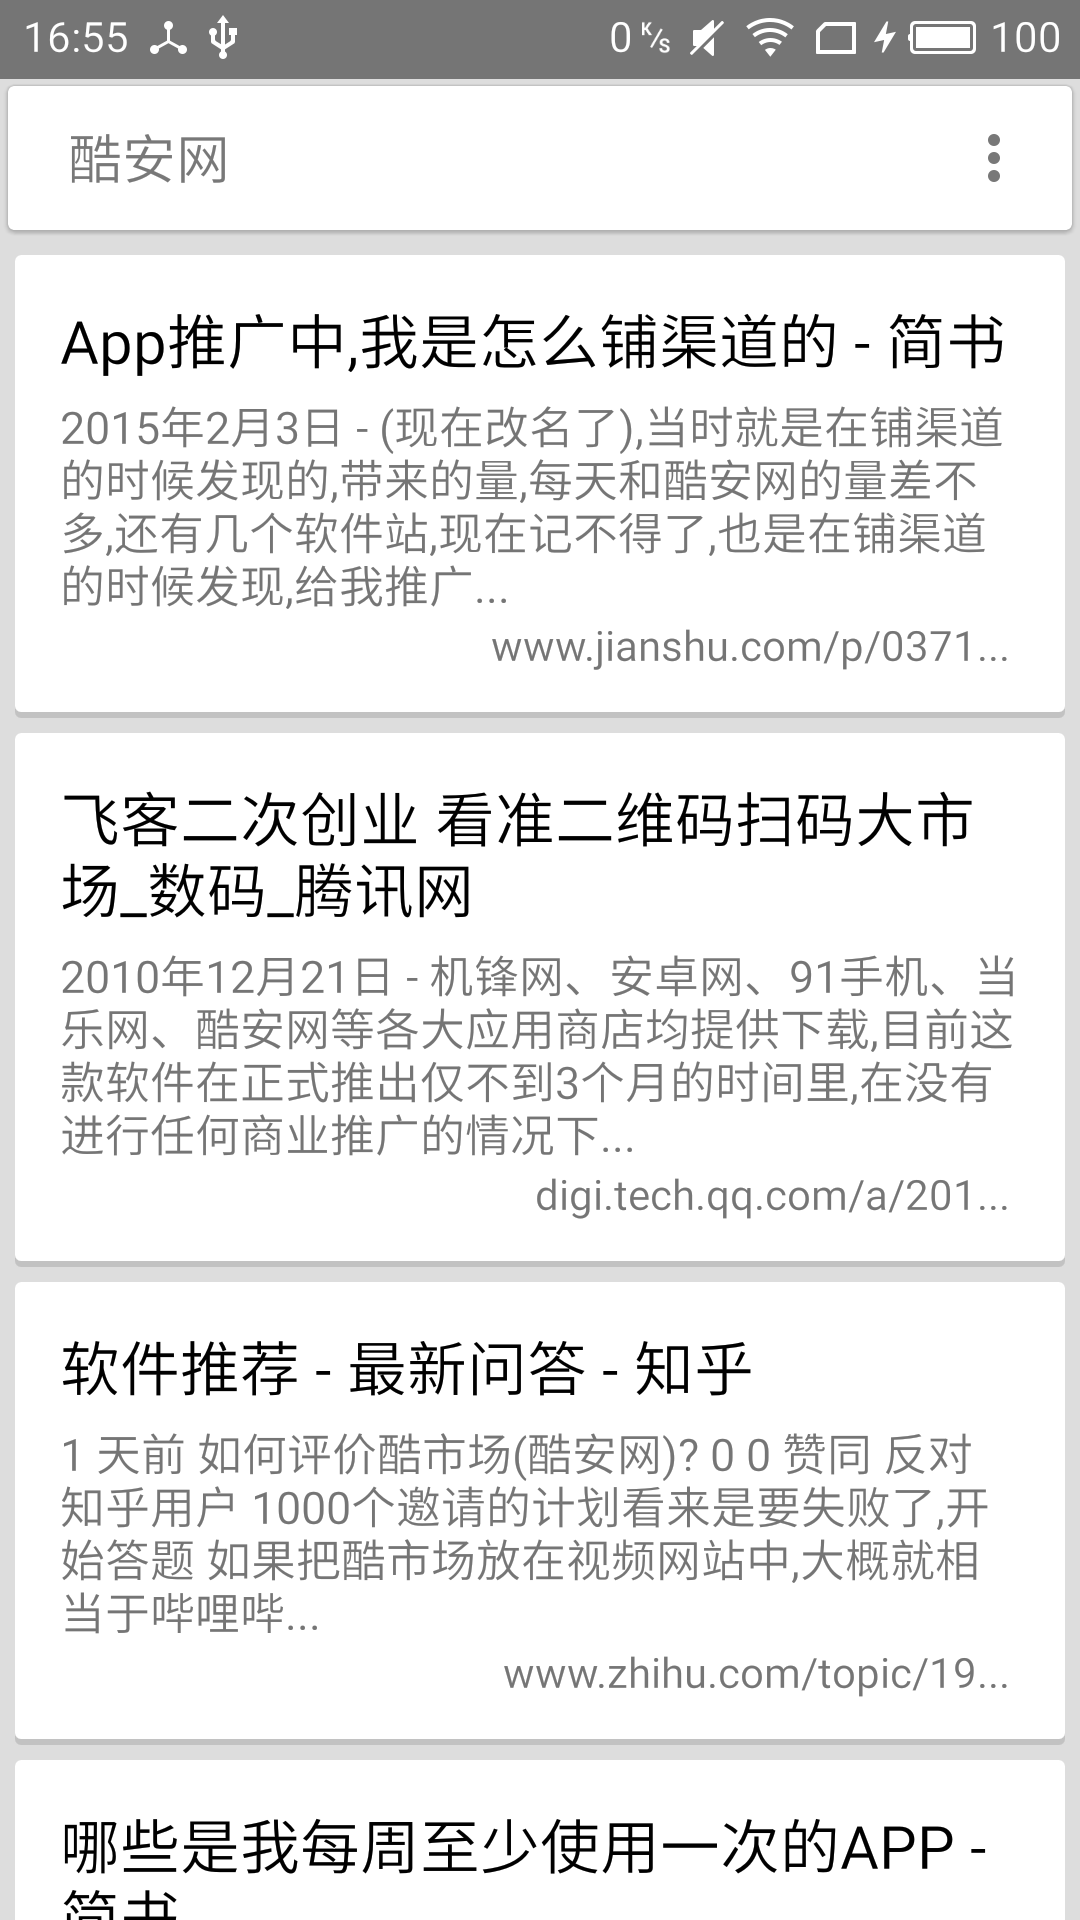 16:55
0 K/s
100
酷安网
App推广中,我是怎么铺渠道的 - 简书
2015年2月3日 - (现在改名了),当时就是在铺渠道
的时候发现的,带来的量,每天和酷安网的量差不
多,还有几个软件站,现在记不得了,也是在铺渠道
的时候发现,给我推广...
www.jianshu.com/p/0371...
飞客二次创业 看准二维码扫码大市
场_数码_腾讯网
2010年12月21日 - 机锋网、安卓网、91手机、当
乐网、酷安网等各大应用商店均提供下载,目前这
款软件在正式推出仅不到3个月的时间里,在没有
进行任何商业推广的情况下...
digi.tech.qq.com/a/201...
软件推荐 - 最新问答 - 知乎
1 天前 如何评价酷市场(酷安网)? 0 0 赞同 反对
知乎用户 1000个邀请的计划看来是要失败了,开
始答题 如果把酷市场放在视频网站中,大概就相
当于哔哩哔...
www.zhihu.com/topic/19...
哪些是我每周至少使用一次的APP -
简书